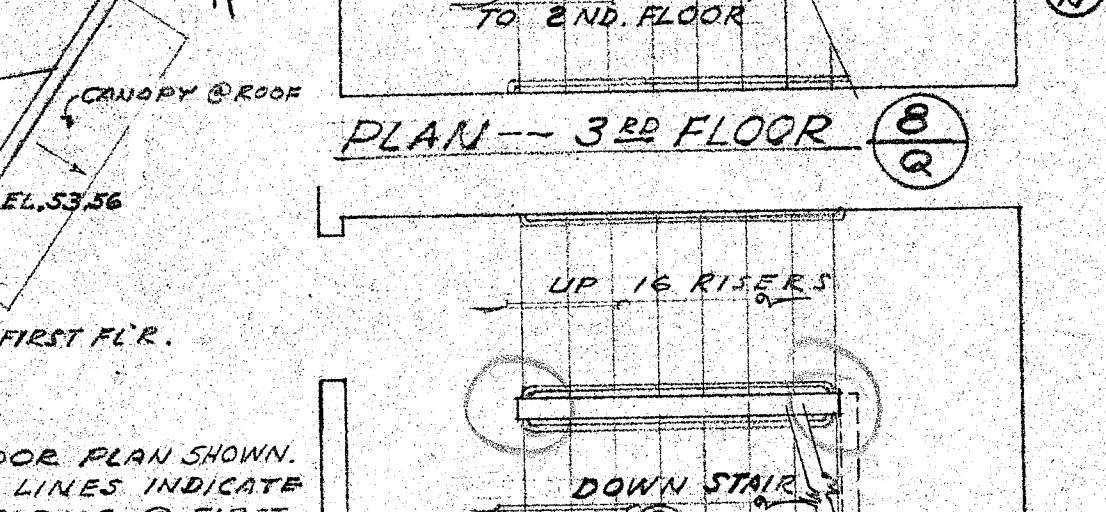 TO 2ND. FLOOR
CANOPY @ ROOF
PLAN -- 3RD FLOOR
8
Q
EL. 53.56
UP 16 RISERS
FIRST FL'R.
PLAN SHOWN.
LINES INDICATE
DOWN STAIR
@ FIRST